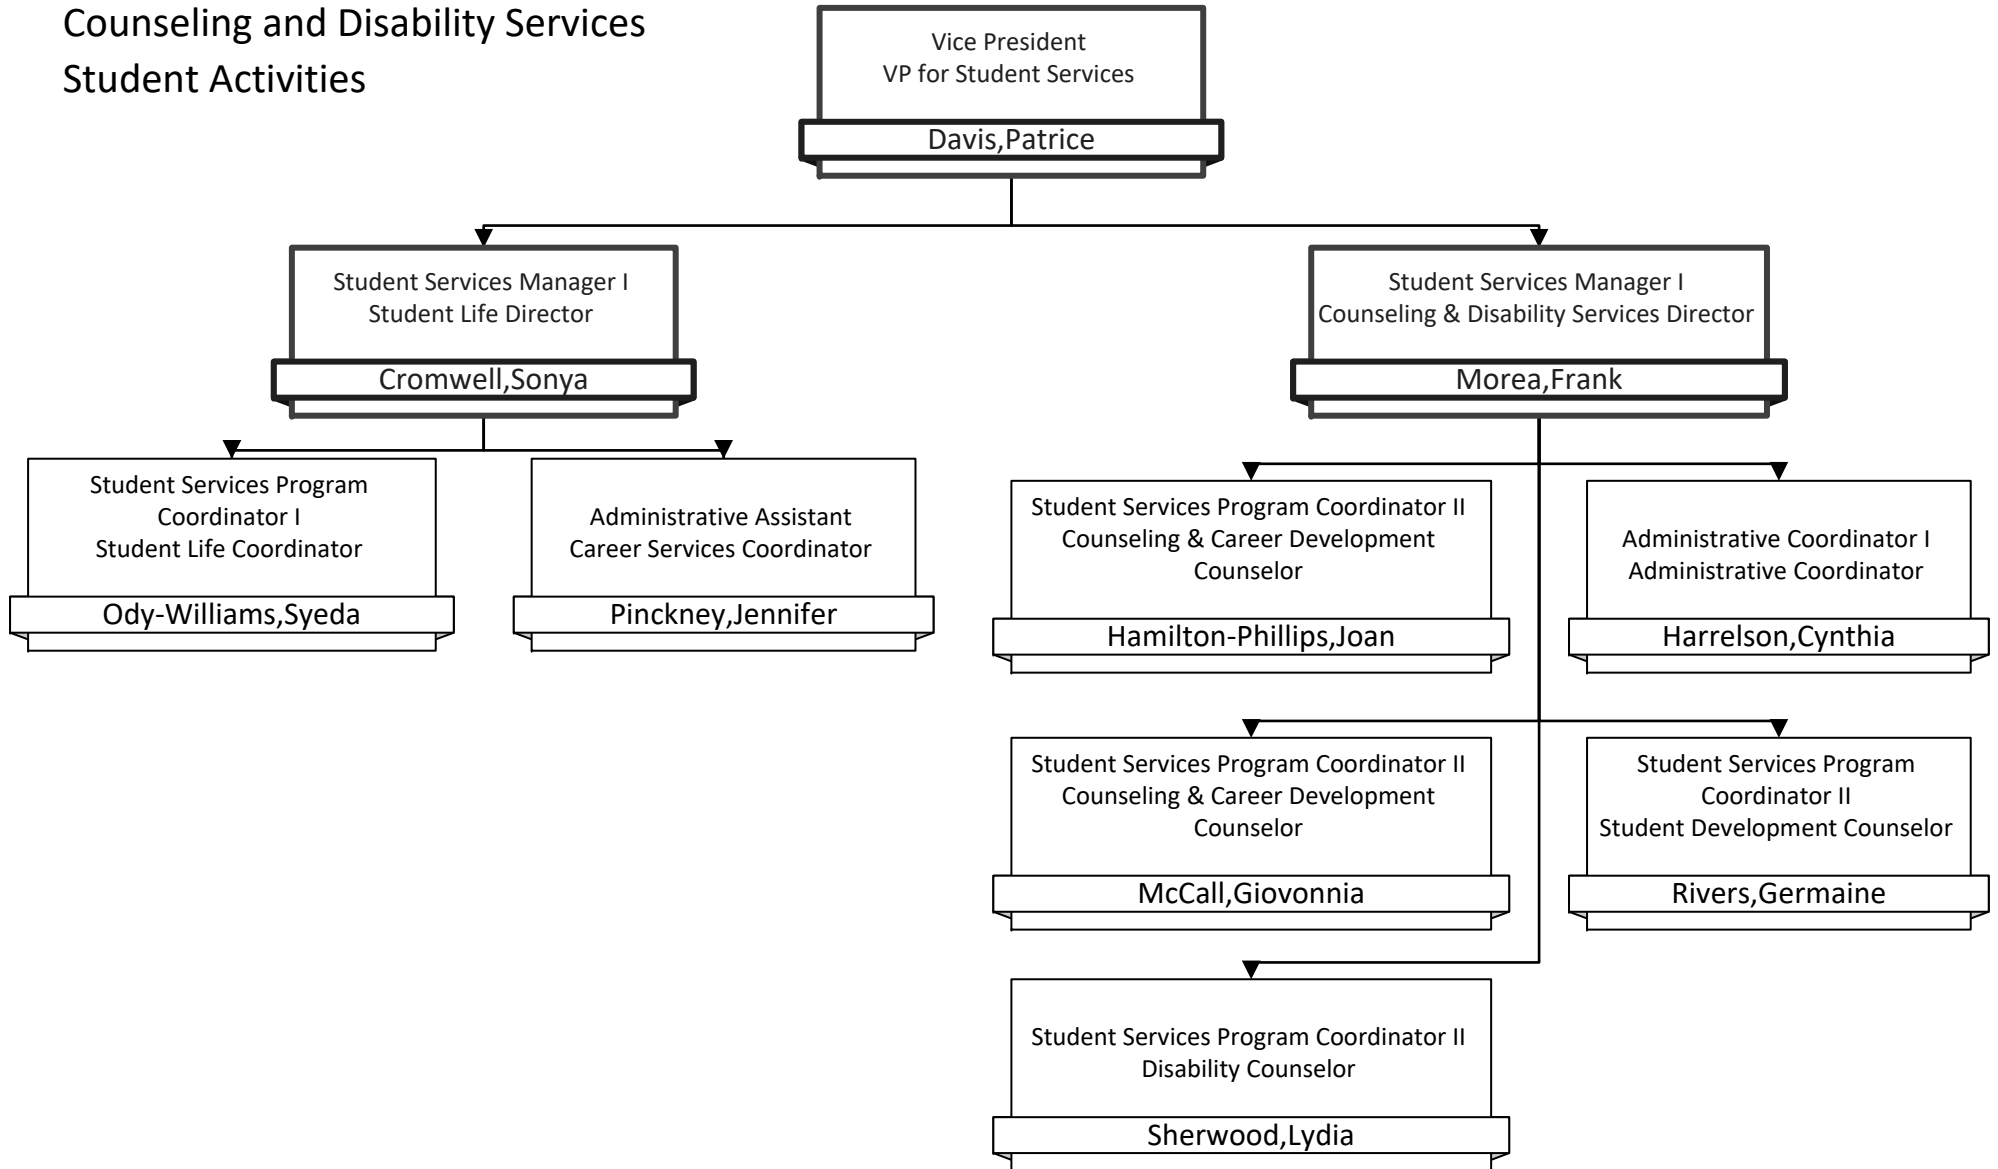 Counseling and Disability Services
Student Activities
Vice President
VP for Student Services
Davis,Patrice
Student Services Manager I
Student Life Director
Cromwell,Sonya
Student Services Manager I
Counseling & Disability Services Director
Morea,Frank
Student Services Program
Coordinator I
Student Life Coordinator
Ody-Williams,Syeda
Administrative Assistant
Career Services Coordinator
Pinckney,Jennifer
Student Services Program Coordinator II
Counseling & Career Development
Counselor
Hamilton-Phillips,Joan
Administrative Coordinator I
Administrative Coordinator
Harrelson,Cynthia
Student Services Program Coordinator II
Counseling & Career Development
Counselor
McCall,Giovonnia
Student Services Program
Coordinator II
Student Development Counselor
Rivers,Germaine
Student Services Program Coordinator II
Disability Counselor
Sherwood,Lydia